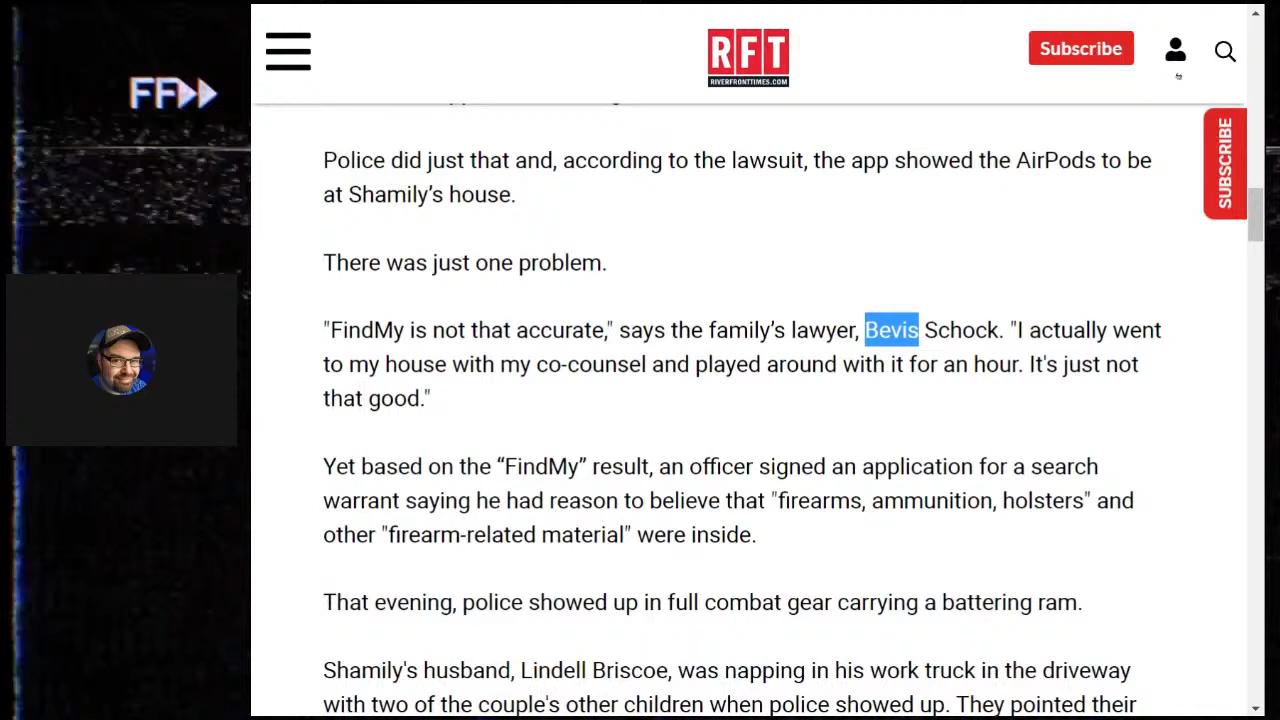 FF
RFT
RIVERFRONTTIMES.COM
Subscribe
SUBSCRIBE
Police did just that and, according to the lawsuit, the app showed the AirPods to be
at Shamily’s house.
There was just one problem.
"FindMy is not that accurate," says the family’s lawyer, Bevis Schock. "I actually went
to my house with my co-counsel and played around with it for an hour. It's just not
that good."
Yet based on the “FindMy” result, an officer signed an application for a search
warrant saying he had reason to believe that "firearms, ammunition, holsters" and
other "firearm-related material" were inside.
That evening, police showed up in full combat gear carrying a battering ram.
Shamily's husband, Lindell Briscoe, was napping in his work truck in the driveway
with two of the couple's other children when police showed up. They pointed their